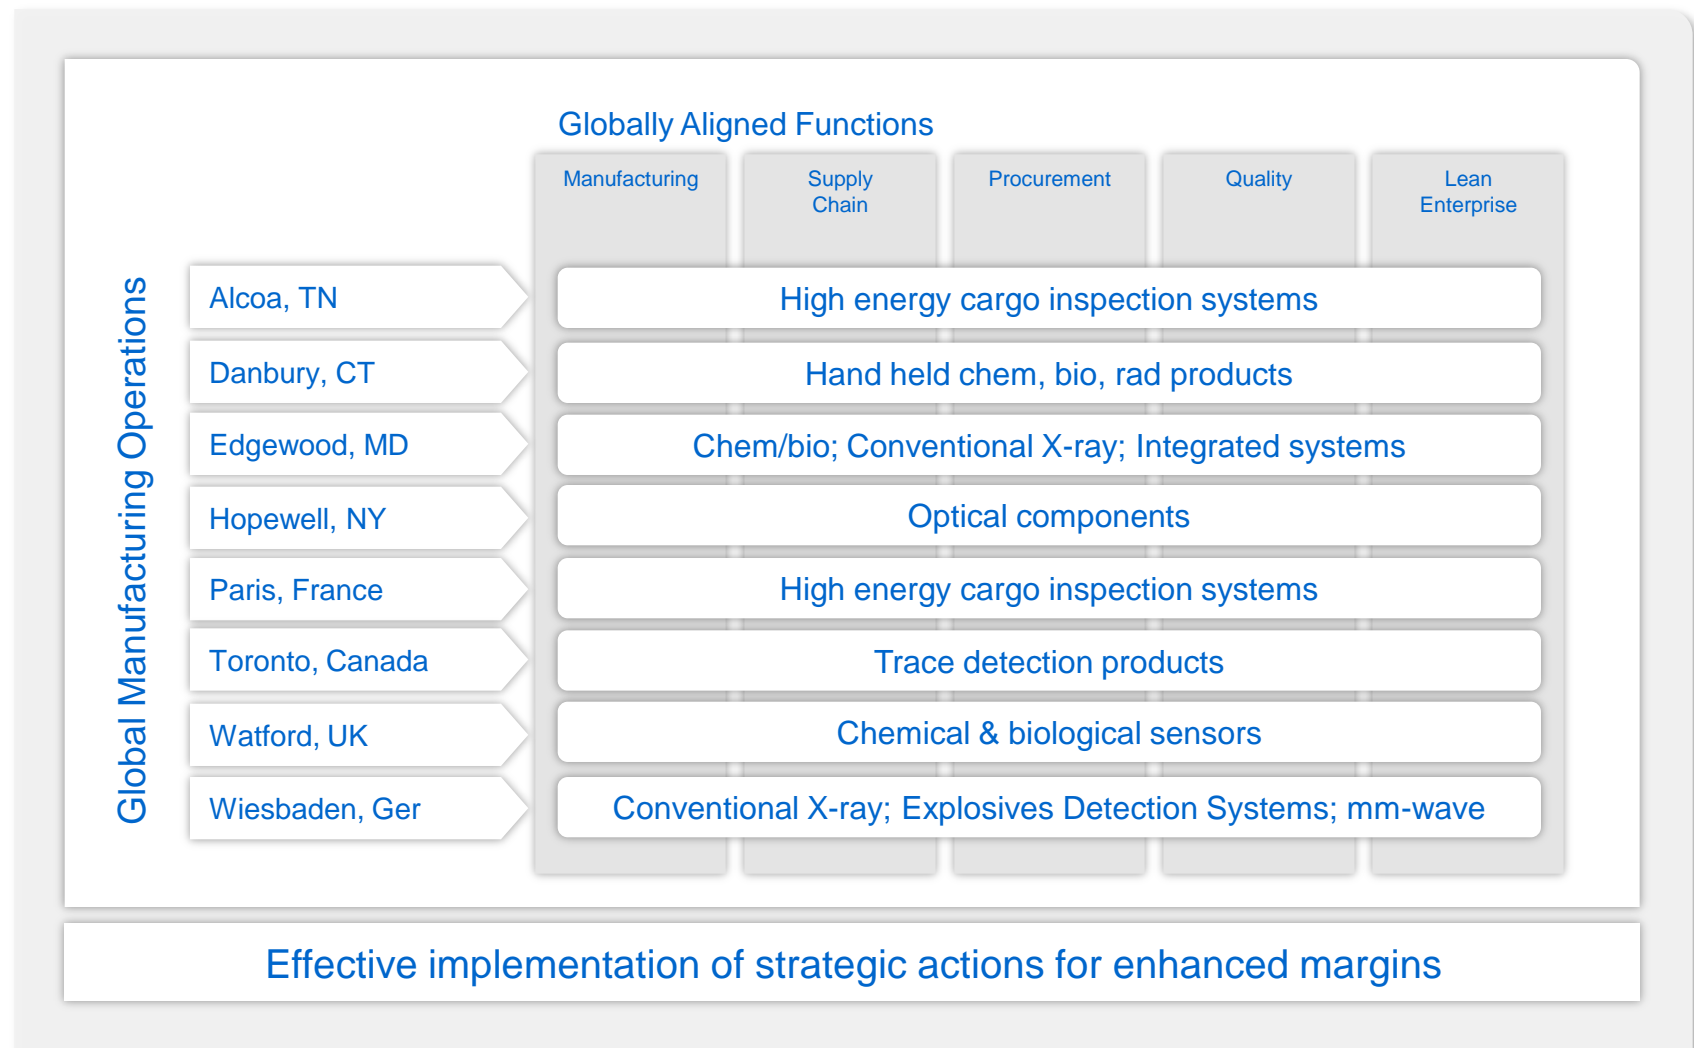 Globally Aligned Functions
Manufacturing
Supply
Chain
Procurement
Quality
Lean
Enterprise
Global Manufacturing Operations
Alcoa, TN
High energy cargo inspection systems
Danbury, CT
Hand held chem, bio, rad products
Edgewood, MD
Chem/bio; Conventional X-ray; Integrated systems
Hopewell, NY
Optical components
Paris, France
High energy cargo inspection systems
Toronto, Canada
Trace detection products
Watford, UK
Chemical & biological sensors
Wiesbaden, Ger
Conventional X-ray; Explosives Detection Systems; mm-wave
Effective implementation of strategic actions for enhanced margins